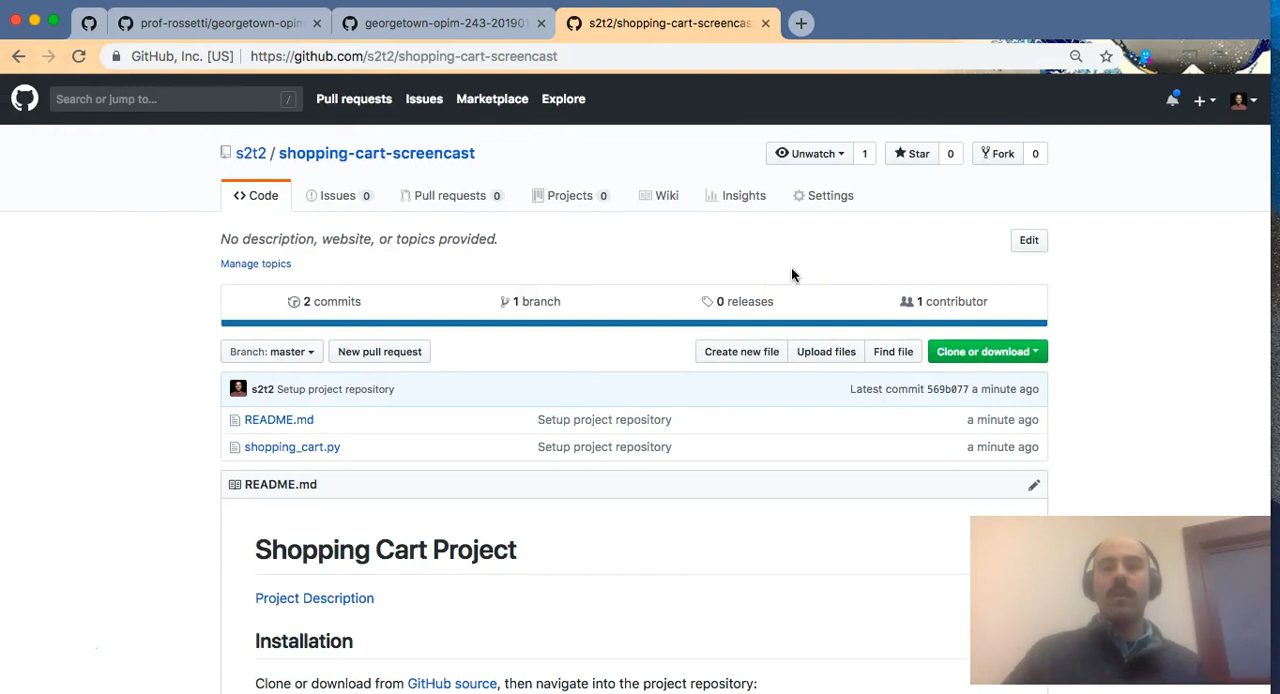 prof-rossetti/georgetown-opim
georgetown-opim-243-20190
s2t2/shopping-cart-screencas
GitHub, Inc. [US] https://github.com/s2t2/shopping-cart-screencast
Search or jump to... /
Pull requests Issues Marketplace Explore
s2t2 / shopping-cart-screencast
Unwatch 1 Star 0 Fork 0
Code Issues 0 Pull requests 0 Projects 0 Wiki Insights Settings
No description, website, or topics provided.
Edit
Manage topics
2 commits 1 branch 0 releases 1 contributor
Branch: master New pull request Create new file Upload files Find file Clone or download
s2t2 Setup project repository Latest commit 569b077 a minute ago
README.md Setup project repository a minute ago
shopping_cart.py Setup project repository a minute ago
README.md
Shopping Cart Project
Project Description
Installation
Clone or download from GitHub source, then navigate into the project repository: